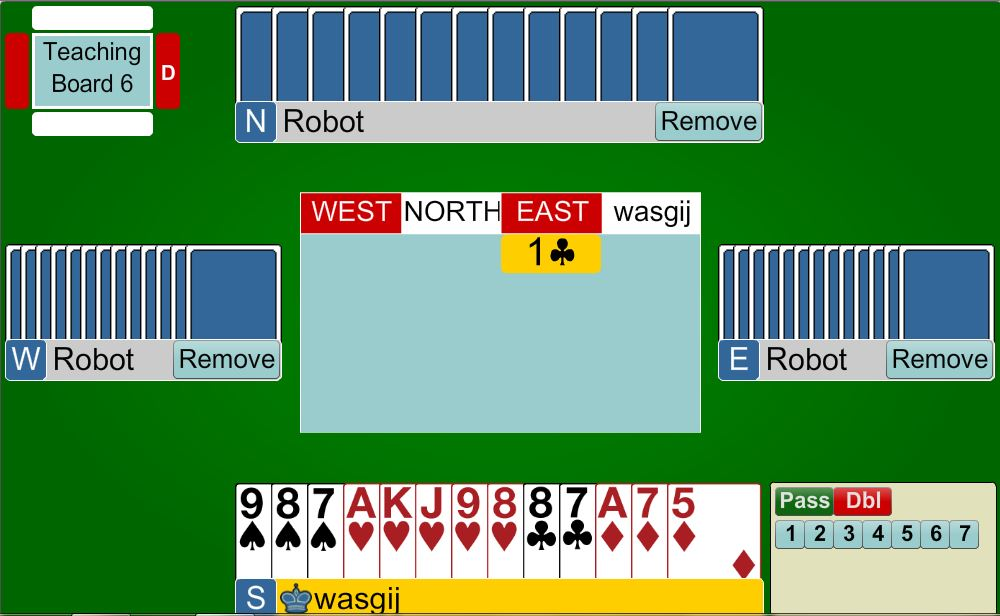 Teaching
Board 6
D
N Robot Remove
WEST NORTH EAST wasgij
1♣
W Robot Remove
E Robot Remove
9 8 7 A K J 9 8 8 7 A 7 5
♠ ♠ ♠ ♥ ♥ ♥ ♥ ♥ ♣ ♣ ♦ ♦ ♦
Pass Dbl
1 2 3 4 5 6 7
S wasgij